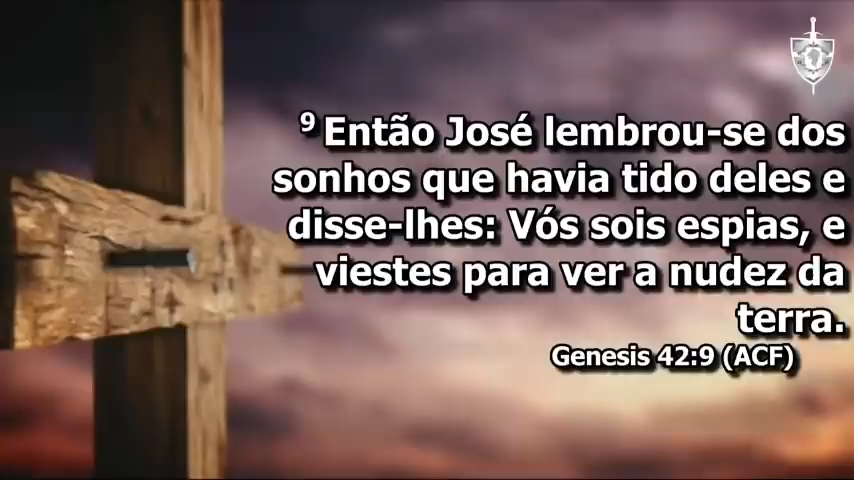 9 Então José lembrou-se dos
sonhos que havia tido deles e
disse-lhes: Vós sois espias, e
viestes para ver a nudez da
terra.
Genesis 42:9 (ACF)